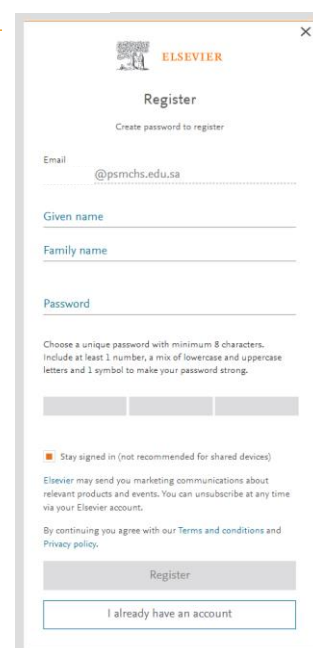 ELSEVIER
Register
Create password to register
Email
@psmchs.edu.sa
Given name
Family name
Password
Choose a unique password with minimum 8 characters.
Include at least 1 number, a mix of lowercase and uppercase
letters and 1 symbol to make your password strong.
Stay signed in (not recommended for shared devices)
Elsevier may send you marketing communications about
relevant products and events. You can unsubscribe at any time
via your Elsevier account.
By continuing you agree with our Terms and conditions and
Privacy policy.
Register
I already have an account